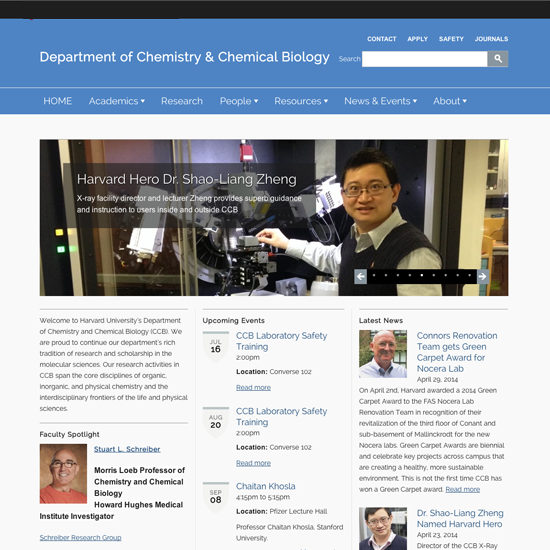 CONTACT APPLY SAFETY JOURNALS
Department of Chemistry & Chemical Biology
Search
HOME Academics Research People Resources News & Events About
Harvard Hero Dr. Shao-Liang Zheng
X-ray facility director and lecturer Zheng provides superb guidance
and instruction to users inside and outside CCB
Welcome to Harvard University's Department
of Chemistry and Chemical Biology (CCB). We
are proud to continue our department's rich
tradition of research and scholarship in the
molecular sciences. Our research activities in
CCB span the core disciplines of organic,
inorganic, and physical chemistry and the
interdisciplinary frontiers of the life and physical
sciences.
Faculty Spotlight
Stuart L. Schreiber
Morris Loeb Professor of
Chemistry and Chemical
Biology
Howard Hughes Medical
Institute Investigator
Schreiber Research Group
Upcoming Events
JUL
16
CCB Laboratory Safety
Training
2:00pm
Location: Converse 102
Read more
AUG
20
CCB Laboratory Safety
Training
2:00pm
Location: Converse 102
Read more
SEP
08
Chaitan Khosla
4:15pm to 5:15pm
Location: Pfizer Lecture Hall
Professor Chaitan Khosla, Stanford
University.
Latest News
Connors Renovation
Team gets Green
Carpet Award for
Nocera Lab
April 29, 2014
On April 2nd, Harvard awarded a 2014 Green
Carpet Award to the FAS Nocera Lab
Renovation Team in recognition of their
revitalization of the third floor of Conant and
sub-basement of Mallinckrodt for the new
Nocera labs. Green Carpet Awards are biennial
and celebrate key projects across campus that
are creating a healthy, more sustainable
environment. This is not the first time CCB has
won a Green Carpet award. Read more
Dr. Shao-Liang Zheng
Named Harvard Hero
April 23, 2014
Director of the CCB X-Ray